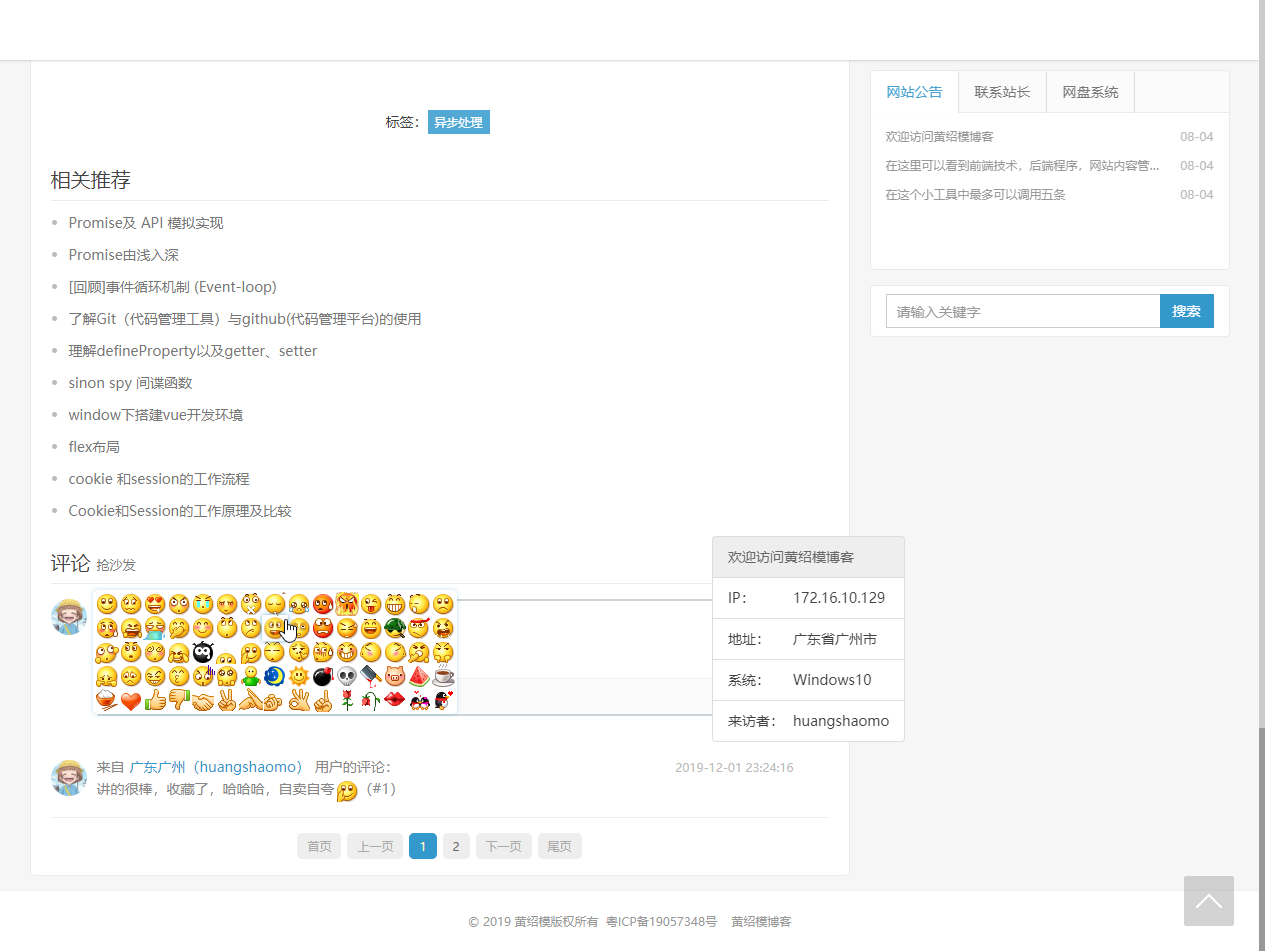 标签： 异步处理
相关推荐
Promise及 API 模拟实现
Promise由浅入深
[回顾]事件循环机制 (Event-loop)
了解Git（代码管理工具）与github(代码管理平台)的使用
理解defineProperty以及getter、setter
sinon spy 间谍函数
window下搭建vue开发环境
flex布局
cookie 和session的工作流程
Cookie和Session的工作原理及比较
评论 抢沙发
来自 广东广州（huangshaomo） 用户的评论： 2019-12-01 23:24:16
讲的很棒，收藏了，哈哈哈，自卖自夸（#1）
首页 上一页 1 2 下一页 尾页
网站公告 联系站长 网盘系统
欢迎访问黄绍模博客 08-04
在这里可以看到前端技术，后端程序，网站内容管... 08-04
在这个小工具中最多可以调用五条 08-04
请输入关键字 搜索
欢迎访问黄绍模博客
IP： 172.16.10.129
地址： 广东省广州市
系统： Windows10
来访者： huangshaomo
© 2019 黄绍模版权所有 粤ICP备19057348号 黄绍模博客